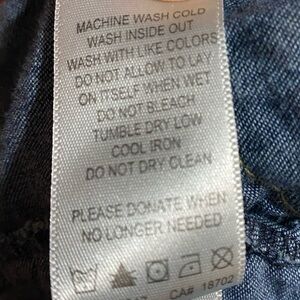 MACHINE WASH COLD
WASH INSIDE OUT
WASH WITH LIKE COLORS
DO NOT ALLOW TO LAY
ON ITSELF WHEN WET
DO NOT BLEACH
TUMBLE DRY LOW
COOL IRON
DO NOT DRY CLEAN
PLEASE DONATE WHEN
NO LONGER NEEDED
CA# 18702